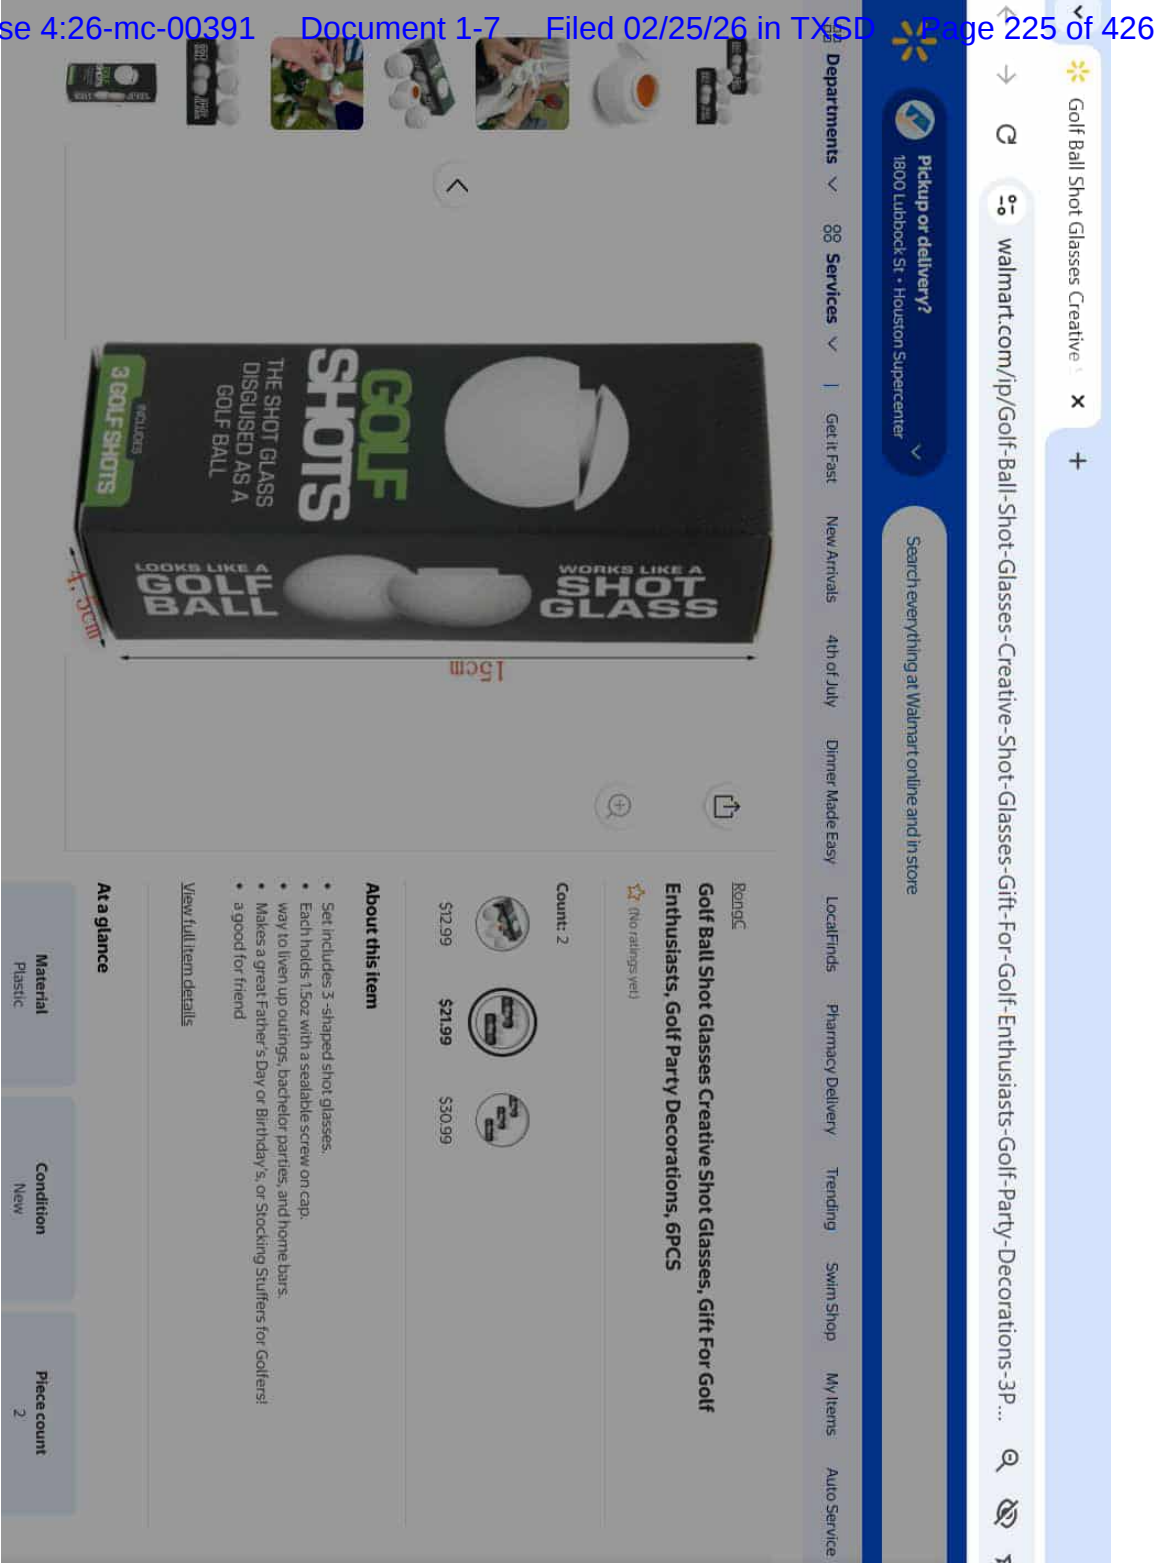 se 4:26-mc-00391 Document 1-7 Filed 02/25/26 in TXSD Page 225 of 426
Golf Ball Shot Glasses Creative
walmart.com/ip/Golf-Ball-Shot-Glasses-Creative-Shot-Glasses-Gift-For-Golf-Enthusiasts-Golf-Party-Decorations-3P...
Pickup or delivery?
1800 Lubbock St • Houston Supercenter
Search everything at Walmart online and in store
Departments
Services
Get it Fast
New Arrivals
4th of July
Dinner Made Easy
LocalFinds
Pharmacy Delivery
Trending
Swim Shop
My Items
Auto Service
GOLF
SHOTS
THE SHOT GLASS
DISGUISED AS A
GOLF BALL
INCLUDES
3 GOLF SHOTS
LOOKS LIKE A
GOLF
BALL
WORKS LIKE A
SHOT
GLASS
4,5cm
15cm
RongC
Golf Ball Shot Glasses Creative Shot Glasses, Gift For Golf
Enthusiasts, Golf Party Decorations, 6PCS
(No ratings yet)
Count: 2
$12.99
$21.99
$30.99
About this item
• Set includes 3 -shaped shot glasses.
• Each holds 1.5oz with a sealable screw on cap.
• way to liven up outings, bachelor parties, and home bars.
• Makes a great Father's Day or Birthday's, or Stocking Stuffers for Golfers!
• a good for friend
View full item details
At a glance
Material
Plastic
Condition
New
Piece count
2